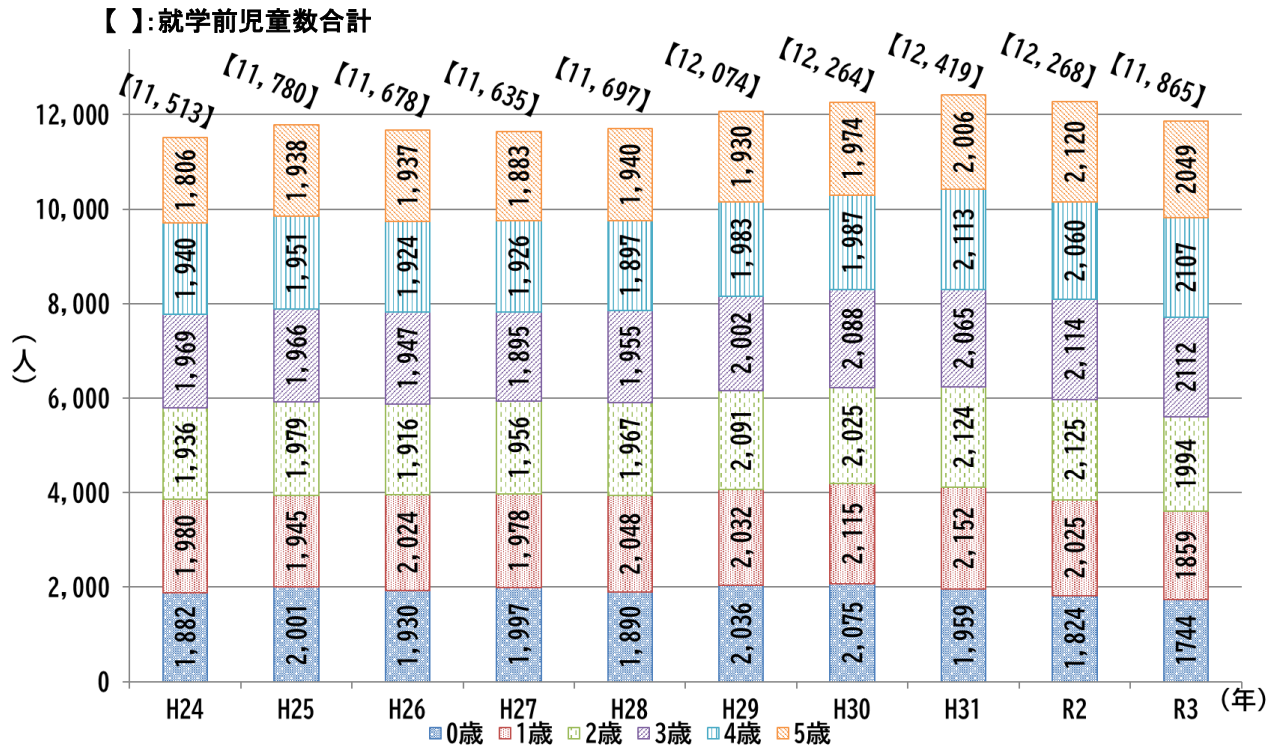 【 】:就学前児童数合計
【11,513】 【11,780】 【11,678】 【11,635】 【11,697】 【12,074】 【12,264】 【12,419】 【12,268】 【11,865】
12,000
10,000
8,000
6,000
4,000
2,000
0
(人)
1,806 1,938 1,937 1,883 1,940 1,930 1,974 2,006 2,120 2049
1,940 1,951 1,924 1,926 1,897 1,983 1,987 2,113 2,060 2107
1,969 1,966 1,947 1,895 1,955 2,002 2,088 2,065 2,114 2112
1,936 1,979 1,916 1,956 1,967 2,091 2,025 2,124 2,125 1994
1,980 1,945 2,024 1,978 2,048 2,032 2,115 2,152 2,025 1859
1,882 2,001 1,930 1,997 1,890 2,036 2,075 1,959 1,824 1744
H24 H25 H26 H27 H28 H29 H30 H31 R2 R3 (年)
0歳 1歳 2歳 3歳 4歳 5歳